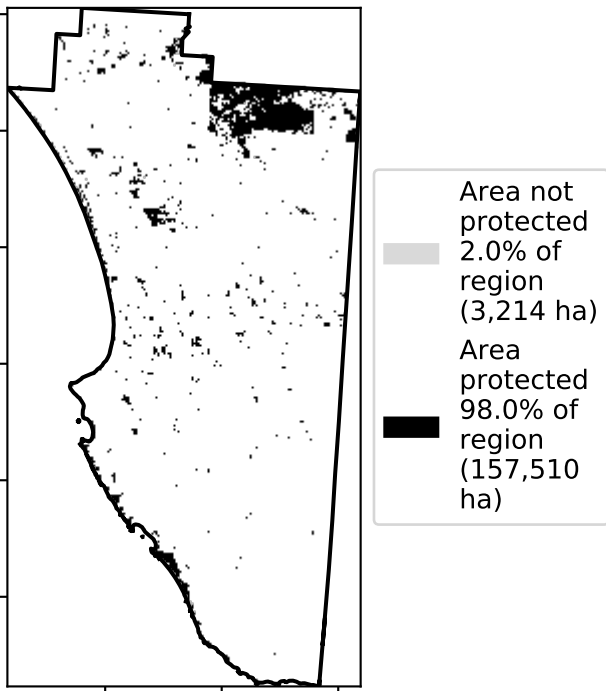 Area not
protected
2.0% of
region
(3,214 ha)
Area
protected
98.0% of
region
(157,510
ha)